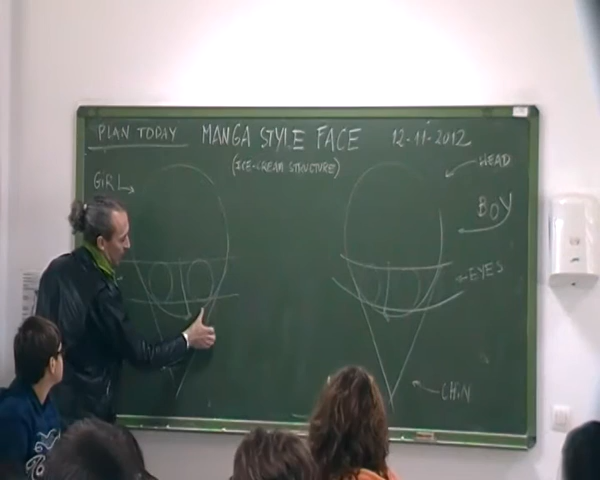 PLAN TODAY MANGA STYLE FACE 12-11-2012
(ICE-CREAM STRUCTURE)
HEAD
GIRL
BOY
EYES
CHIN